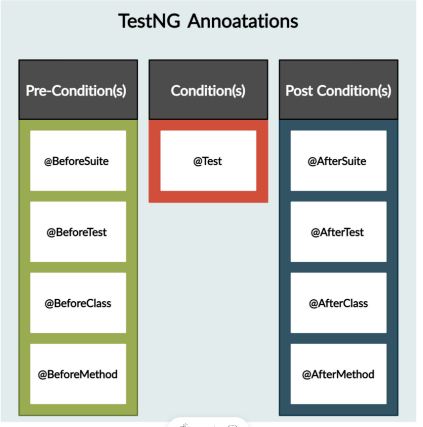 TestNG Annoatations
Pre-Condition(s)
@BeforeSuite
@BeforeTest
@BeforeClass
@BeforeMethod
Condition(s)
@Test
Post Condition(s)
@AfterSuite
@AfterTest
@AfterClass
@AfterMethod